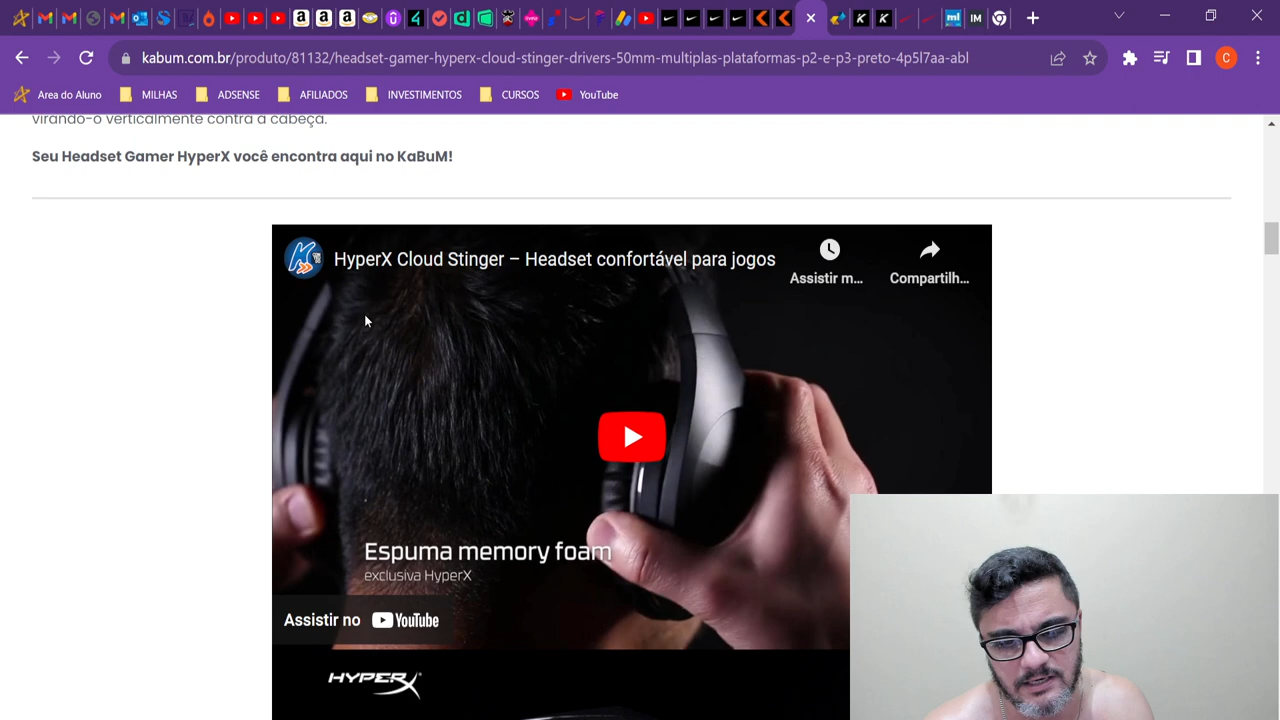 kabum.com.br/produto/81132/headset-gamer-hyperx-cloud-stinger-drivers-50mm-multiplas-plataformas-p2-e-p3-preto-4p5l7aa-abl
C
Area do Aluno
MILHAS
ADSENSE
AFILIADOS
INVESTIMENTOS
CURSOS
YouTube
virando-o verticalmente contra a cabeça.
Seu Headset Gamer HyperX você encontra aqui no KaBuM!
HyperX Cloud Stinger – Headset confortável para jogos
Assistir m...
Compartilh...
Espuma memory foam
exclusiva HyperX
Assistir no YouTube
HYPERX